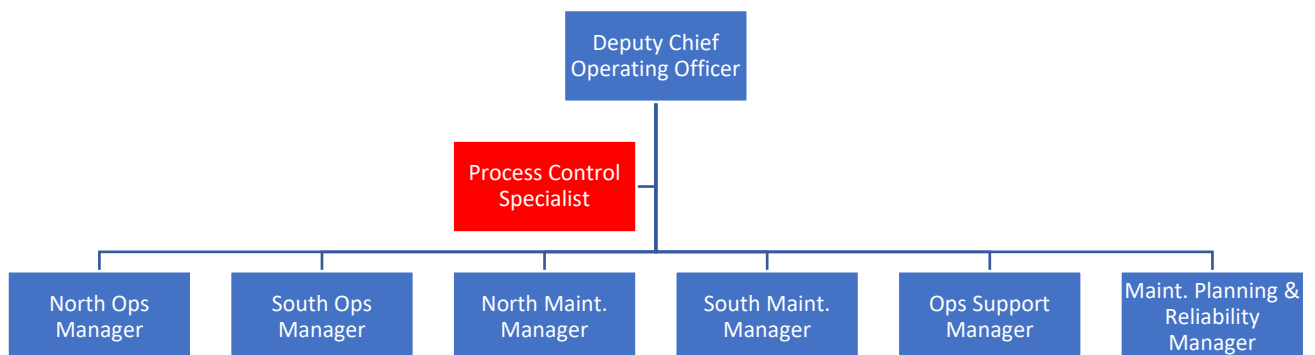 Deputy Chief
Operating Officer
Process Control
Specialist
North Ops
Manager
South Ops
Manager
North Maint.
Manager
South Maint.
Manager
Ops Support
Manager
Maint. Planning &
Reliability
Manager